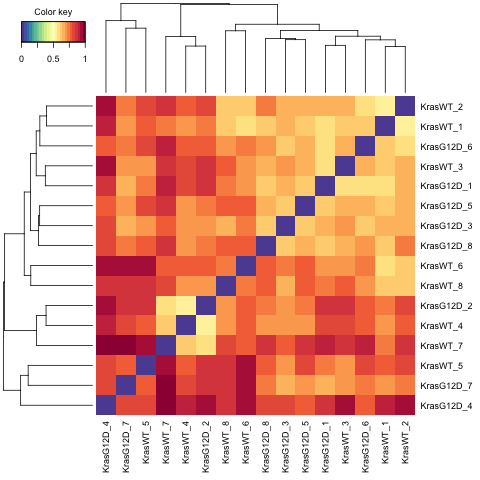 Color key
0 0.5 1
KrasWT_2
KrasWT_1
KrasG12D_6
KrasWT_3
KrasG12D_1
KrasG12D_5
KrasG12D_3
KrasG12D_8
KrasWT_6
KrasWT_8
KrasG12D_2
KrasWT_4
KrasWT_7
KrasWT_5
KrasG12D_7
KrasG12D_4
KrasG12D_4
KrasG12D_7
KrasWT_5
KrasWT_7
KrasWT_4
KrasG12D_2
KrasWT_8
KrasWT_6
KrasG12D_8
KrasG12D_3
KrasG12D_5
KrasG12D_1
KrasWT_3
KrasG12D_6
KrasWT_1
KrasWT_2